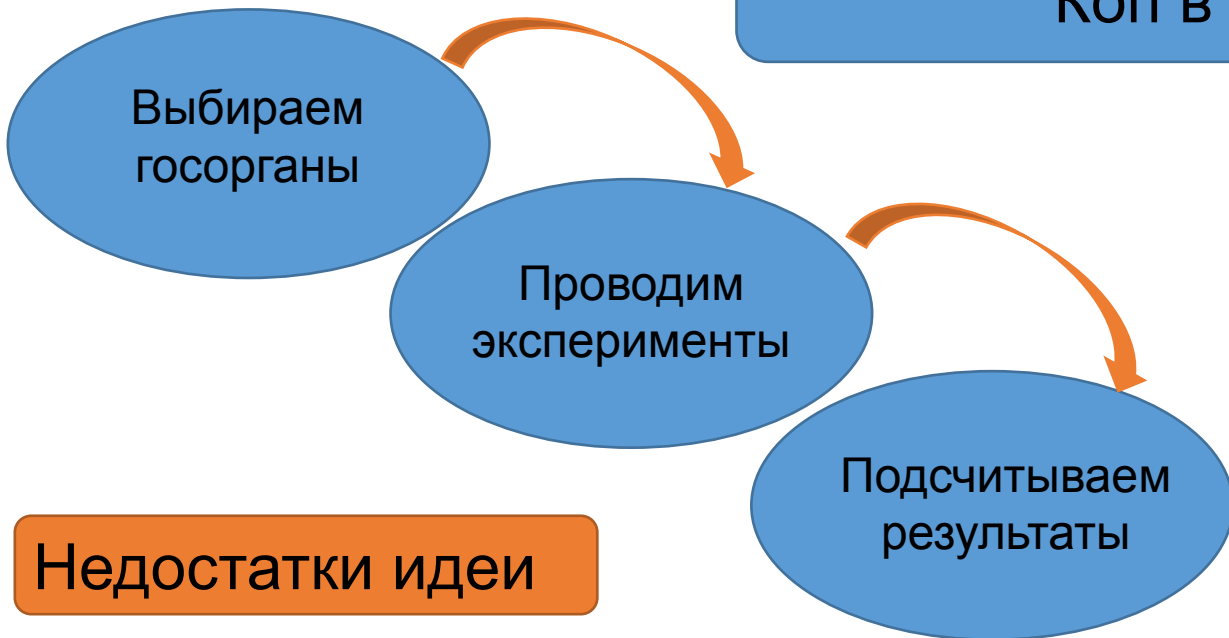 Выбираем
госорганы
Проводим
эксперименты
Подсчитываем
результаты
Недостатки идеи